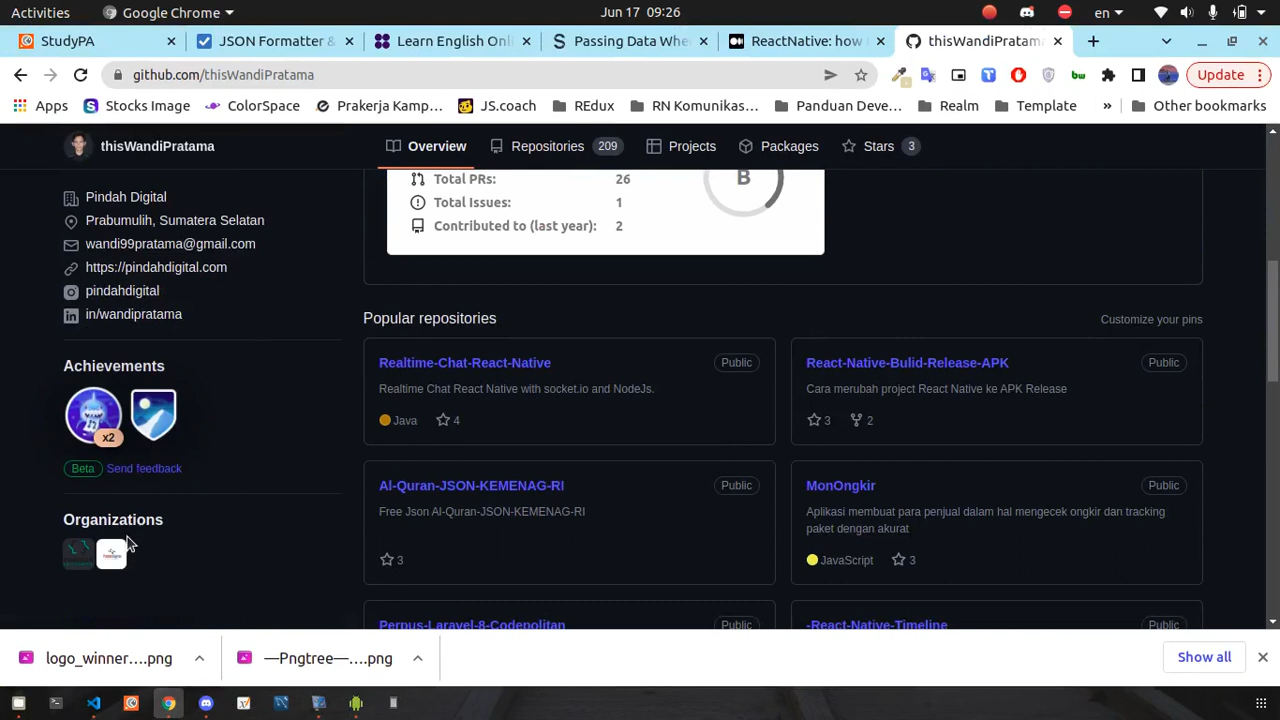 Activities
Google Chrome
Jun 17 09:26
en
StudyPA
JSON Formatter &
Learn English Onl
Passing Data Whe
ReactNative: how
thisWandiPratama
github.com/thisWandiPratama
Update
Apps
Stocks Image
ColorSpace
Prakerja Kamp...
JS.coach
REdux
RN Komunikas...
Panduan Deve...
Realm
Template
»
Other bookmarks
thisWandiPratama
Overview
Repositories 209
Projects
Packages
Stars 3
Pindah Digital
Prabumulih, Sumatera Selatan
wandi99pratama@gmail.com
https://pindahdigital.com
pindahdigital
in/wandipratama
Achievements
x2
Beta Send feedback
Organizations
Total PRs: 26
Total Issues: 1
Contributed to (last year): 2
B
Popular repositories
Customize your pins
Realtime-Chat-React-Native
Public
Realtime Chat React Native with socket.io and NodeJs.
Java 4
React-Native-Bulid-Release-APK
Public
Cara merubah project React Native ke APK Release
3 2
Al-Quran-JSON-KEMENAG-RI
Public
Free Json Al-Quran-JSON-KEMENAG-RI
3
MonOngkir
Public
Aplikasi membuat para penjual dalam hal mengecek ongkir dan tracking
paket dengan akurat
JavaScript 3
Perpus-Laravel-8-Codepolitan
Public
-React-Native-Timeline
Public
logo_winner....png
—Pngtree—....png
Show all